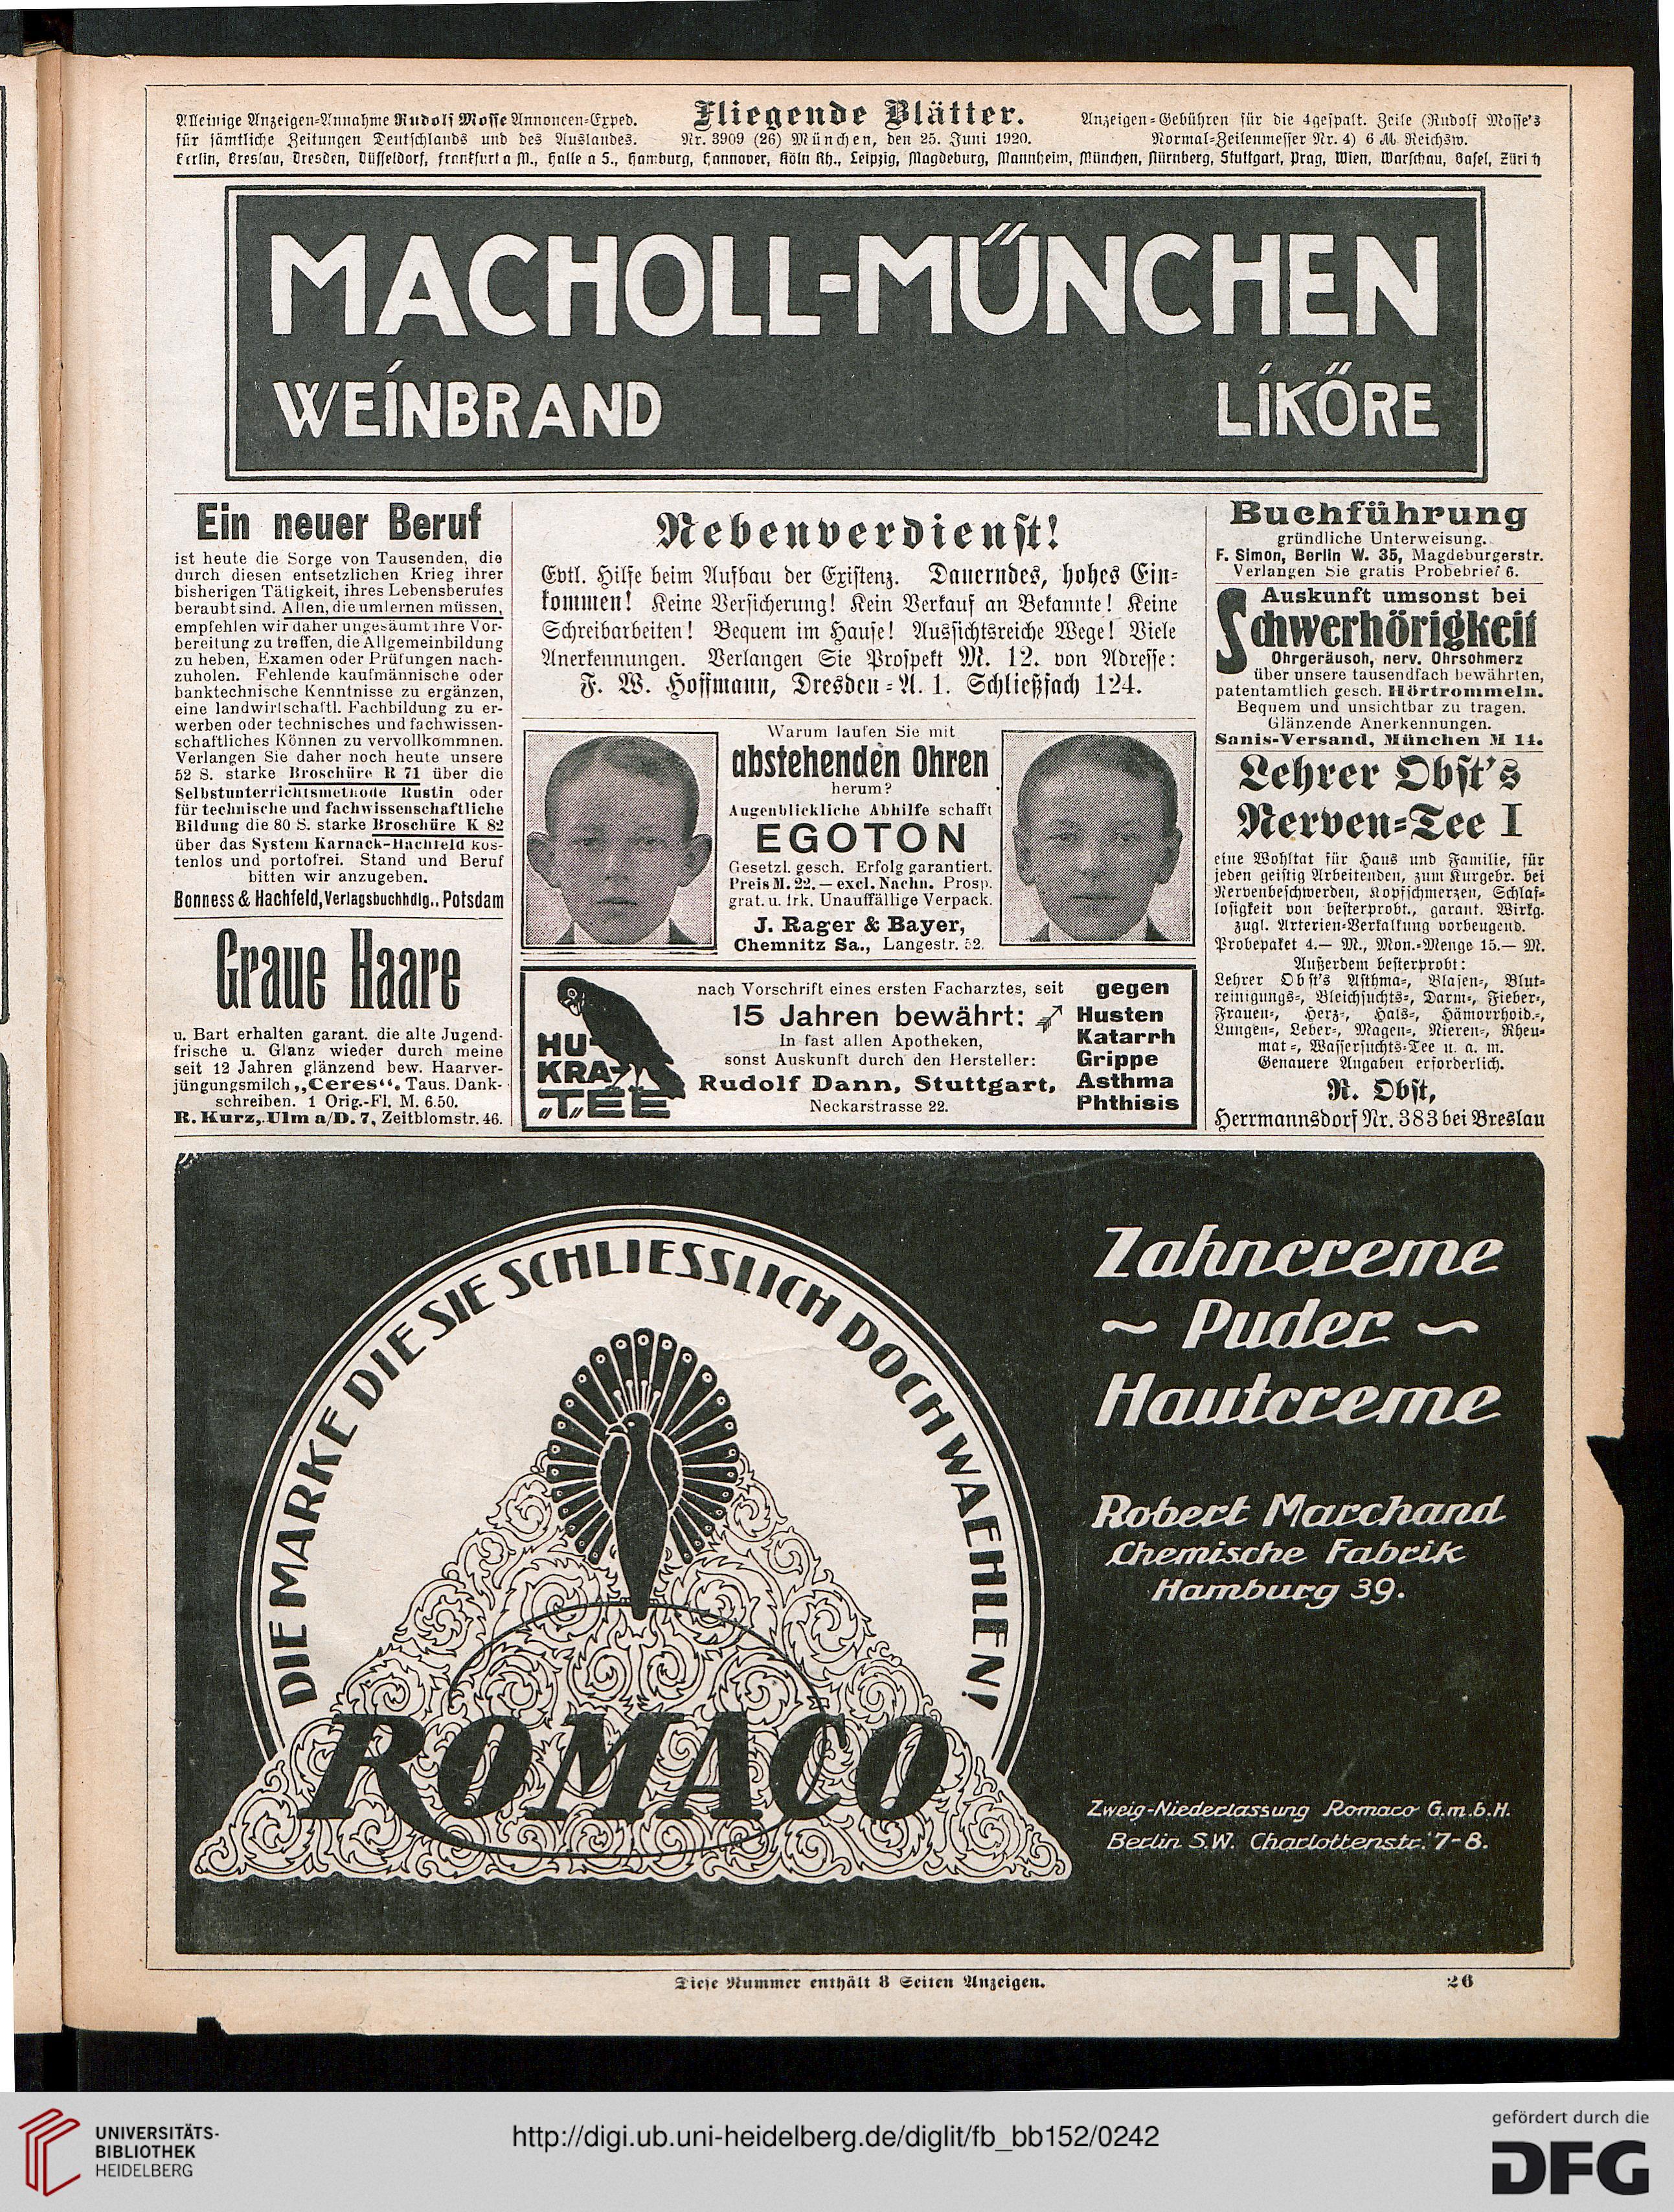 Alleinige Anzeigen-Annahme Rudolf Mosse Annoncen-Exped.
für sämtliche Zeitungen Deutschlands und des Auslandes.
Fliegende Blätter.
Nr. 3909 (26) München, den 25. Juni 1920.
Anzeigen-Gebühren für die 4gespalt. Zeile (Rudolf Mosse's
Normal-Zeilenmesser Nr. 4) 6 M. Reichsw.
Berlin, Breslau, Dresden, Düsseldorf, Frankfurt a M., Halle a S., Hamburg, Hannover, Köln Rh., Leipzig, Magdeburg, Mannheim, München, Nürnberg, Stuttgart, Prag, Wien, Warschau, Basel, Zürich
MACHOLL-MÜNCHEN
WEINBRAND
LIKÖRE
Ein neuer Beruf
ist heute die Sorge von Tausenden, die
durch diesen entsetzlichen Krieg ihrer
bisherigen Tätigkeit, ihres Lebensberufes
beraubt sind. Allen, die umlernen müssen,
empfehlen wir daher ungesäumt ihre Vor-
bereitung zu treffen, die Allgemeinbildung
zu heben, Examen oder Prüfungen nach-
zuholen. Fehlende kaufmännische oder
banktechnische Kenntnisse zu ergänzen,
eine landwirtschaftl. Fachbildung zu er-
werben oder technisches und fachwissen-
schaftliches Können zu vervollkommnen.
Verlangen Sie daher noch heute unsere
52 S. starke Broschüre R 71 über die
Selbstunterrichtsmethode Rustin oder
für technische und fachwissenschaftliche
Bildung die 80 S. starke Broschüre K 82
über das System Karnack-Hachfeld kos-
tenlos und portofrei. Stand und Beruf
bitten wir anzugeben.
Bonness & Hachfeld, Verlagsbuchhdlg., Potsdam
Graue Haare
u. Bart erhalten garant. die alte Jugend-
frische u. Glanz wieder durch meine
seit 12 Jahren glänzend bew. Haarver-
jüngungsmilch „Ceres“. Taus. Dank-
schreiben. 1 Orig.-Fl. M. 6.50.
R. Kurz, Ulm a/D. 7, Zeitblomstr. 46.
Nebenverdienst!
Evtl. Hilfe beim Aufbau der Existenz. Dauerndes, hohes Ein-
kommen! Keine Versicherung! Kein Verkauf an Bekannte! Keine
Schreibarbeiten! Bequem im Hause! Aussichtsreiche Wege! Viele
Anerkennungen. Verlangen Sie Prospekt M. 12. von Adresse:
F. W. Hoffmann, Dresden-A. 1. Schließfach 124.
Warum laufen Sie mit
abstehenden Ohren
herum?
Augenblickliche Abhilfe schafft
EGOTON
Gesetzl. gesch. Erfolg garantiert.
Preis M. 22.— excl. Nachn. Prosp.
grat. u. frk. Unauffällige Verpack.
J. Rager & Bayer,
Chemnitz Sa., Langestr. 52.
HU-
KRA-
„TEE
nach Vorschrift eines ersten Facharztes, seit
15 Jahren bewährt:
In fast allen Apotheken,
sonst Auskunft durch den Hersteller:
Rudolf Dann, Stuttgart,
Neckarstrasse 22.
gegen
Husten
Katarrh
Grippe
Asthma
Phthisis
Buchführung
gründliche Unterweisung.
F. Simon, Berlin W. 35, Magdeburgerstr.
Verlangen Sie gratis Probebrief 6.
Auskunft umsonst bei
Schwerhörigkeit
Ohrgeräusch, nerv. Ohrschmerz
über unsere tausendfach bewährten,
patentamtlich gesch. Hörtrommeln.
Bequem und unsichtbar zu tragen.
Glänzende Anerkennungen.
Sanis-Versand, München M 14.
Lehrer Obst's
Nerven-Tee I
eine Wohltat für Haus und Familie, für
jeden geistig Arbeitenden, zum Kurgebr. bei
Nervenbeschwerden, Kopfschmerzen, Schlaf-
losigkeit von besterprobt., garant. Wirkg.
zugl. Arterien-Verkalkung vorbeugend.
Probepaket 4.— M., Mon.-Menge 15.— M.
Außerdem besterprobt:
Lehrer Obst's Asthma-, Blasen-, Blut-
reinigungs-, Bleichsuchts-, Darm-, Fieber-,
Frauen-, Herz-, Hals-, Hämorrhoid.-,
Lungen-, Leber-, Magen-, Nieren-, Rheu-
mat-, Wassersuchts-Tee u. a. m.
Genauere Angaben erforderlich.
R. Obst,
Herrmannsdorf Nr. 383 bei Breslau
DIE MARKE DIE SIE SCHLIESSLICH DOCH WAEHLEN!
ROMACO
Zahncreme
~ Puder ~
Hautcreme
Robert Marchand
Chemische Fabrik
Hamburg 39.
Zweig-Niederlassung Romaco G.m.b.H.
Berlin S.W. Charlottenstr. 7-8.
Diese Nummer enthält 8 Seiten Anzeigen.
26
UNIVERSITÄTS-
BIBLIOTHEK
HEIDELBERG
http://digi.ub.uni-heidelberg.de/diglit/fb_bb152/0242
gefördert durch die
DFG